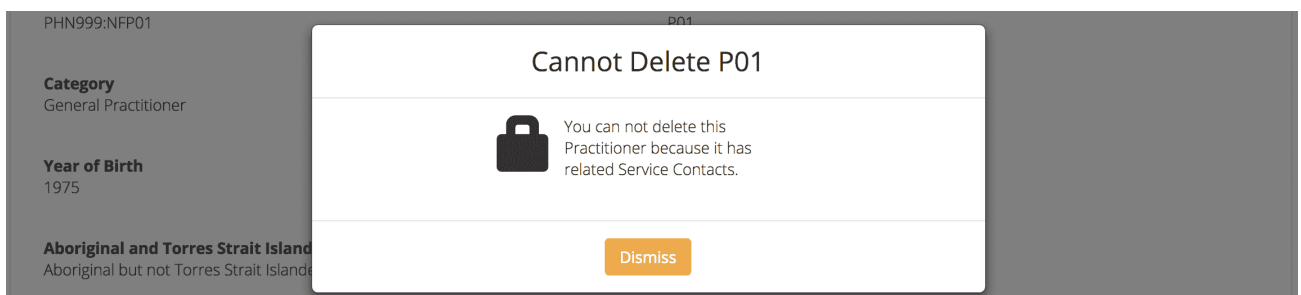 PHN999:NFP01
P01
Cannot Delete P01
Category
General Practitioner
You can not delete this
Practitioner because it has
related Service Contacts.
Year of Birth
1975
Aboriginal and Torres Strait Island
Aboriginal but not Torres Strait Islande
Dismiss